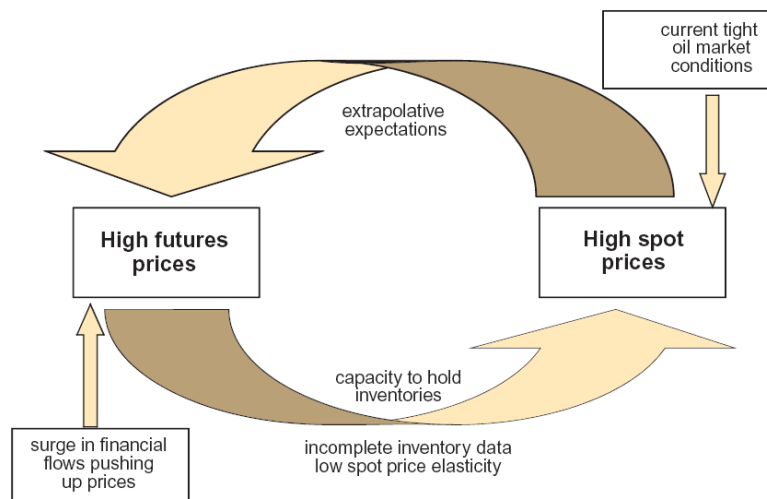 current tight
oil market
conditions
extrapolative
expectations
High futures
prices
High spot
prices
capacity to hold
inventories
surge in financial
flows pushing
up prices
incomplete inventory data
low spot price elasticity